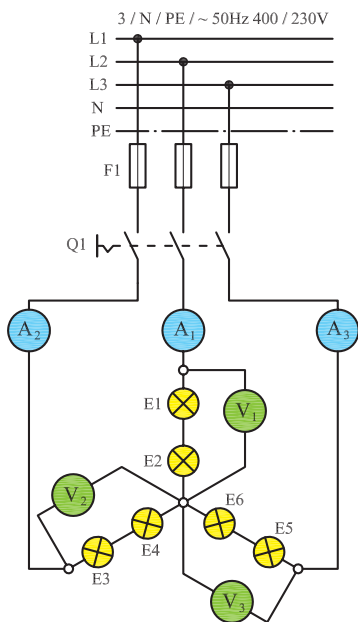 3 / N / PE / ~ 50Hz 400 / 230V
L1
L2
L3
N
PE
F1
Q1
A2 A1 A3
E1 V1
E2
V2 E6
E4 E5
E3
V3